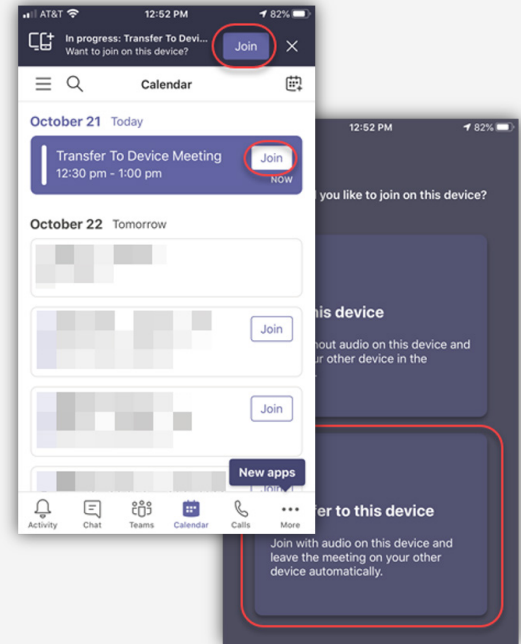 AT&T 12:52 PM 82%
In progress: Transfer To Devi...
Want to join on this device?
Join
Calendar
October 21 Today
Transfer To Device Meeting
12:30 pm - 1:00 pm
Join
NOW
October 22 Tomorrow
Join
Join
New apps
Join
Activity
Chat
Teams
Calendar
Calls
More
12:52 PM 82%
you like to join on this device?
his device
hout audio on this device and
ur other device in the
er to this device
Join with audio on this device and
leave the meeting on your other
device automatically.